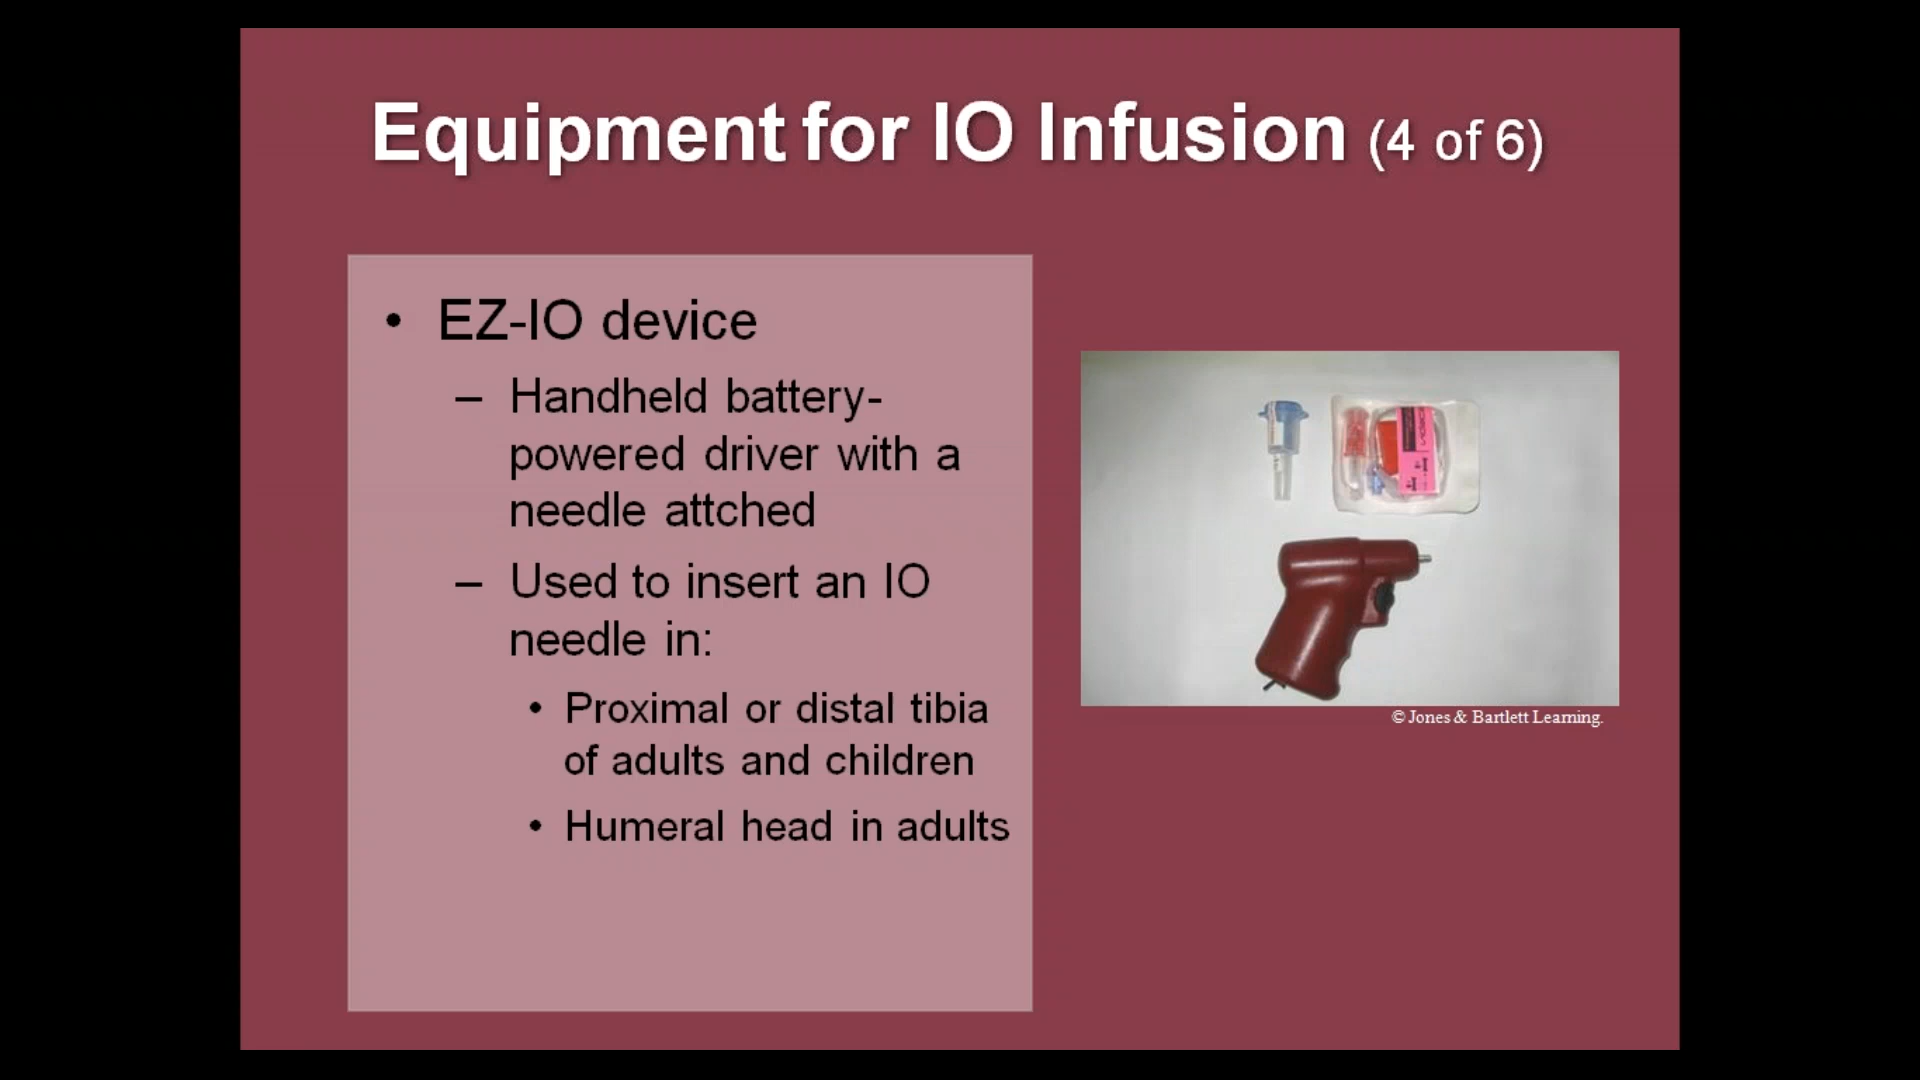 Equipment for IO Infusion (4 of 6)
• EZ-IO device
– Handheld battery-
powered driver with a
needle attched
– Used to insert an IO
needle in:
• Proximal or distal tibia
of adults and children
• Humeral head in adults
© Jones & Bartlett Learning.